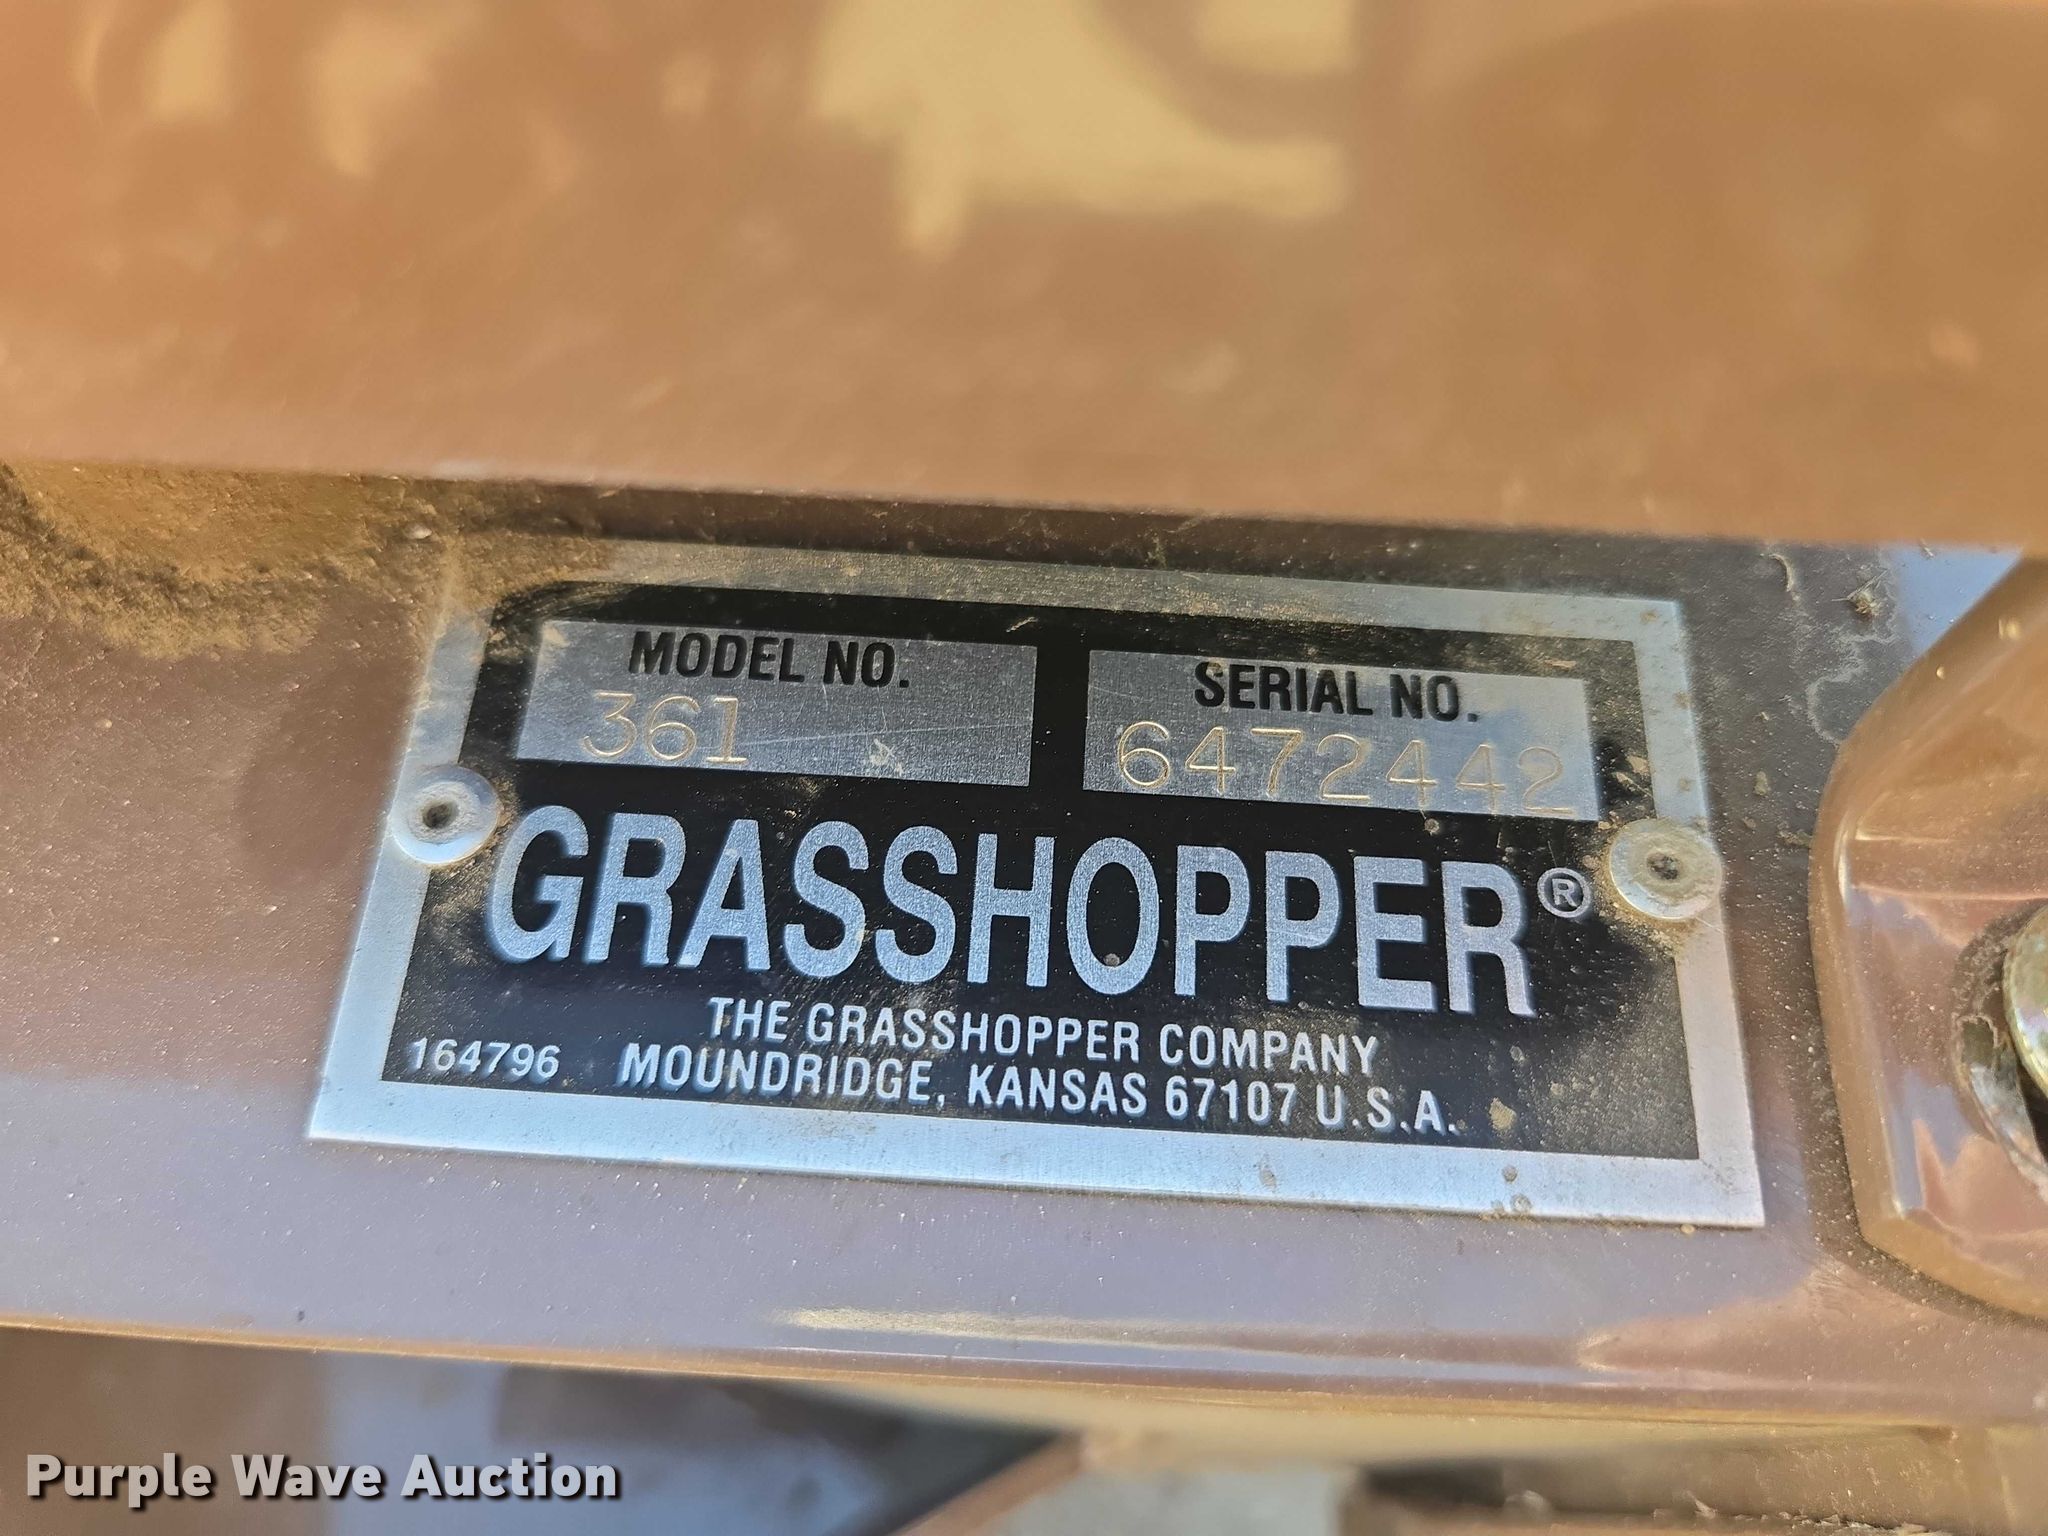 MODEL NO.
361
SERIAL NO.
6472442
GRASSHOPPER®
THE GRASSHOPPER COMPANY
164796 MOUNDRIDGE, KANSAS 67107 U.S.A.
Purple Wave Auction